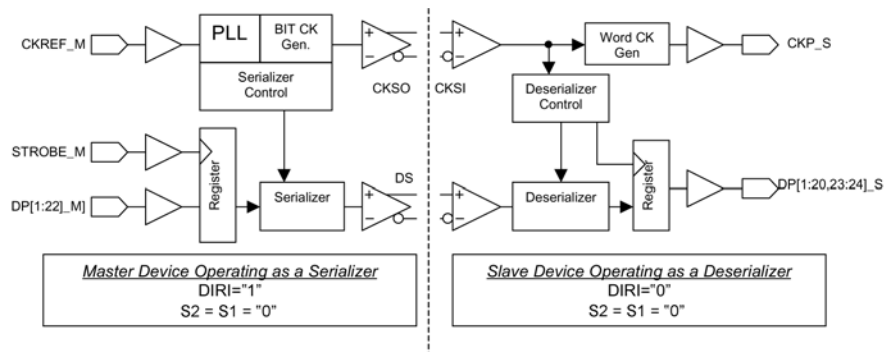 CKREF_M
PLL
BIT CK
Gen.
Serializer
Control
+
−
CKSO
STROBE_M
DP[1:22]_M]
Register
Serializer
DS
+
−
+
−
CKSI
Word CK
Gen
CKP_S
Deserializer
Control
+
−
Deserializer
Register
DP[1:20,23:24]_S
Master Device Operating as a Serializer
DIRI="1"
S2 = S1 = "0"
Slave Device Operating as a Deserializer
DIRI="0"
S2 = S1 = "0"